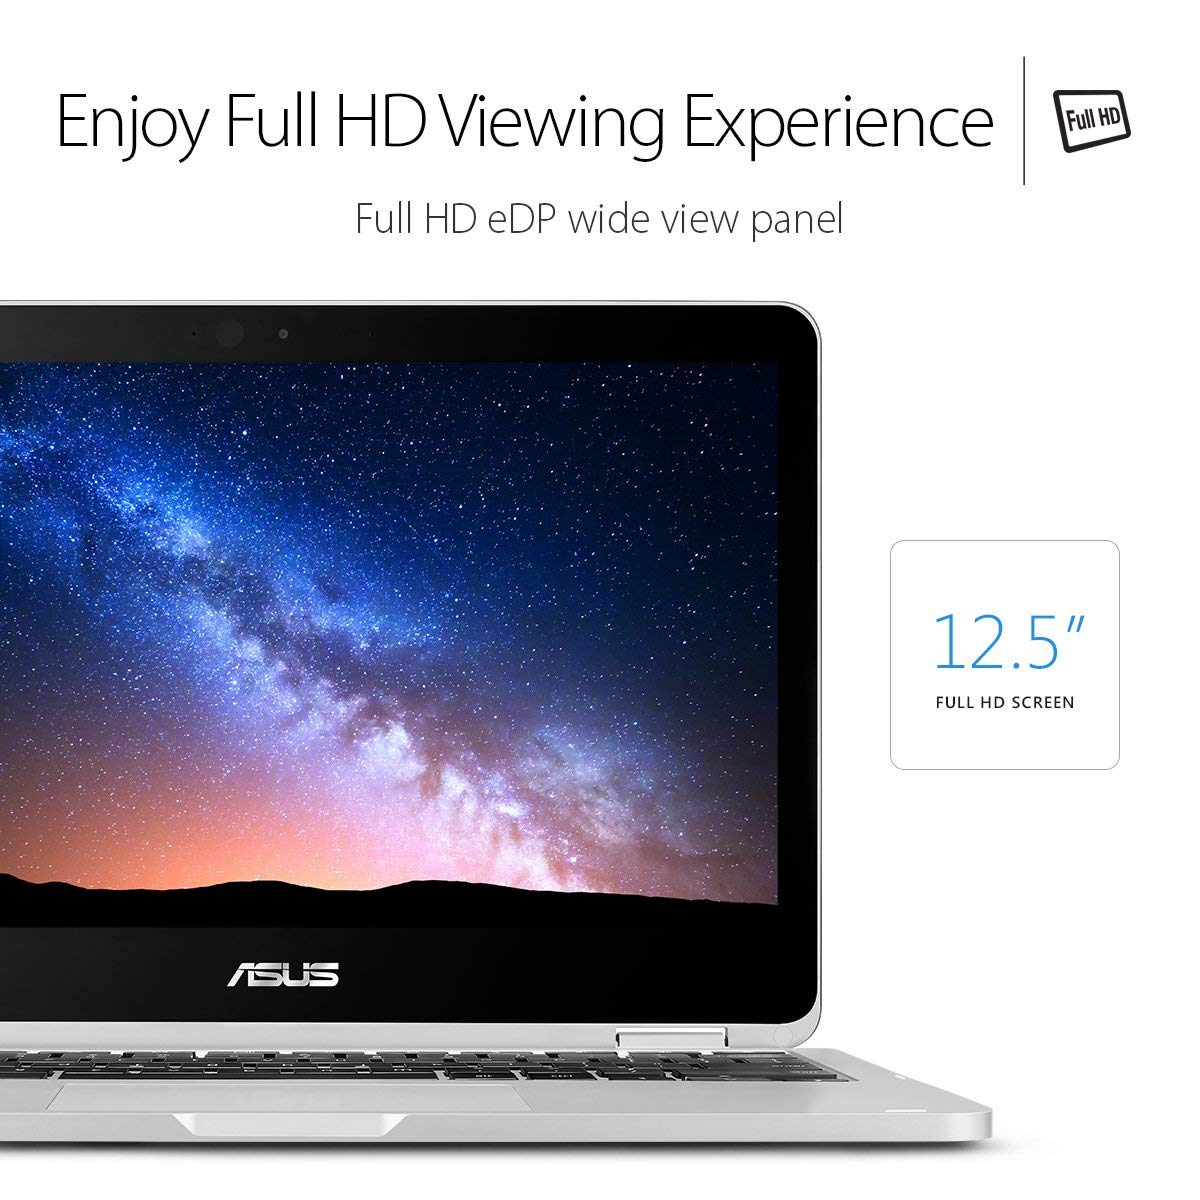 Enjoy Full HD Viewing Experience
Full HD
Full HD eDP wide view panel
12.5"
FULL HD SCREEN
ASUS